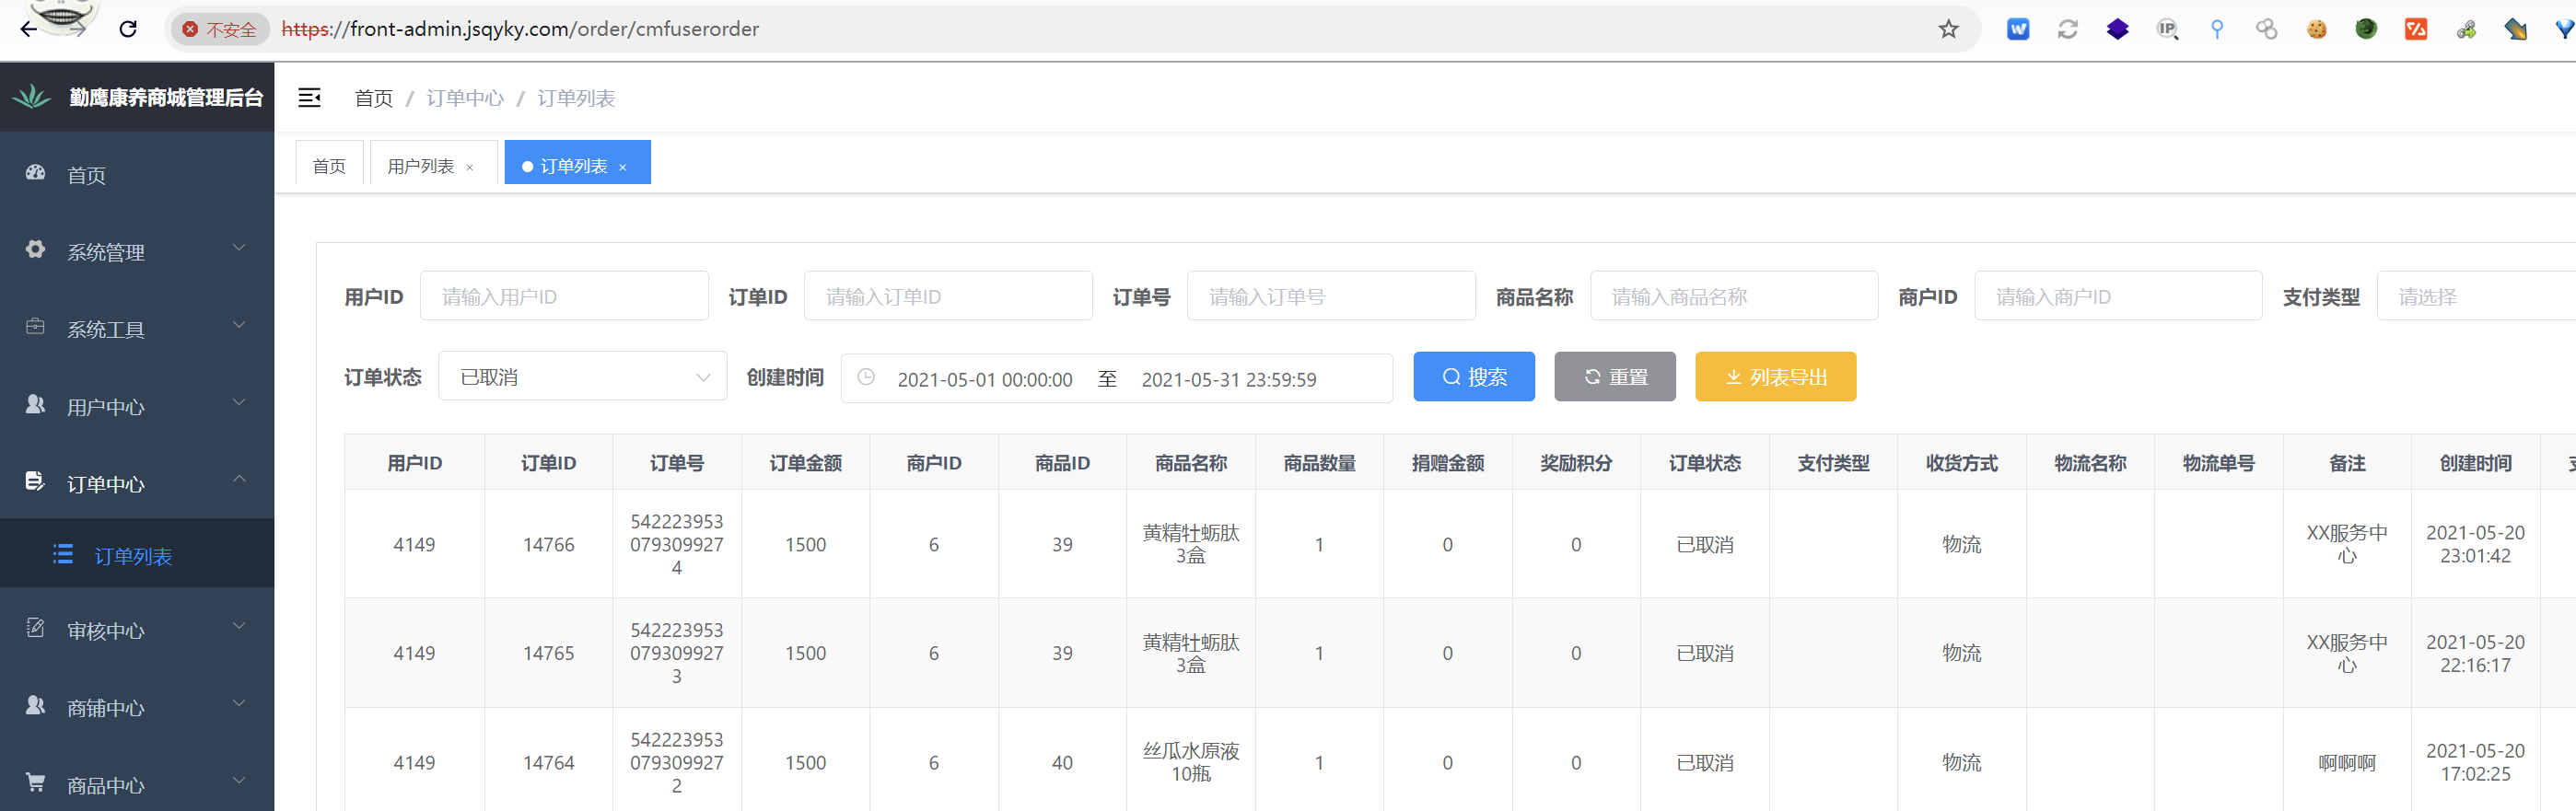 不安全 https://front-admin.jsqyky.com/order/cmfuserorder
勤鹰康养商城管理后台
首页 / 订单中心 / 订单列表
首页 用户列表 × 订单列表 ×
首页
系统管理
系统工具
用户中心
订单中心
订单列表
审核中心
商铺中心
商品中心
用户ID 请输入用户ID 订单ID 请输入订单ID 订单号 请输入订单号 商品名称 请输入商品名称 商户ID 请输入商户ID 支付类型 请选择
订单状态 已取消 创建时间 2021-05-01 00:00:00 至 2021-05-31 23:59:59 搜索 重置 列表导出
用户ID 订单ID 订单号 订单金额 商户ID 商品ID 商品名称 商品数量 捐赠金额 奖励积分 订单状态 支付类型 收货方式 物流名称 物流单号 备注 创建时间
542223953 黄精牡蛎肽 XX服务中 2021-05-20
4149 14766 079309927 1500 6 39 3盒 1 0 0 已取消 物流 心 23:01:42
4
542223953 黄精牡蛎肽 XX服务中 2021-05-20
4149 14765 079309927 1500 6 39 3盒 1 0 0 已取消 物流 心 22:16:17
3
542223953 丝瓜水原液 2021-05-20
4149 14764 079309927 1500 6 40 10瓶 1 0 0 已取消 物流 啊啊啊 17:02:25
2